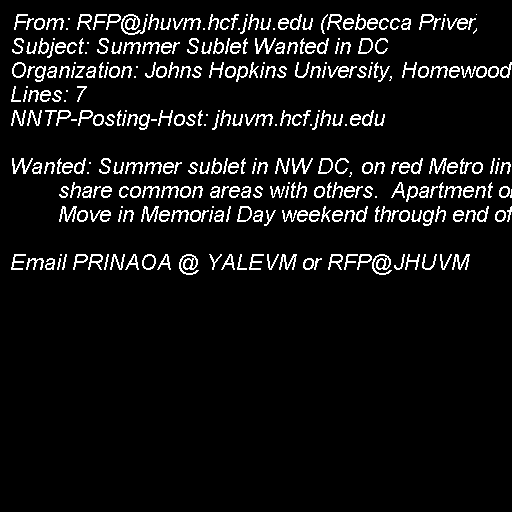 From: RFP@jhuvm.hcf.jhu.edu (Rebecca Priver,
Subject: Summer Sublet Wanted in DC
Organization: Johns Hopkins University, Homewood
Lines: 7
NNTP-Posting-Host: jhuvm.hcf.jhu.edu
Wanted: Summer sublet in NW DC, on red Metro
share common areas with others. Apartment
Move in Memorial Day weekend through end of
Email PRINAOA @ YALEVM or RFP@JHUVM